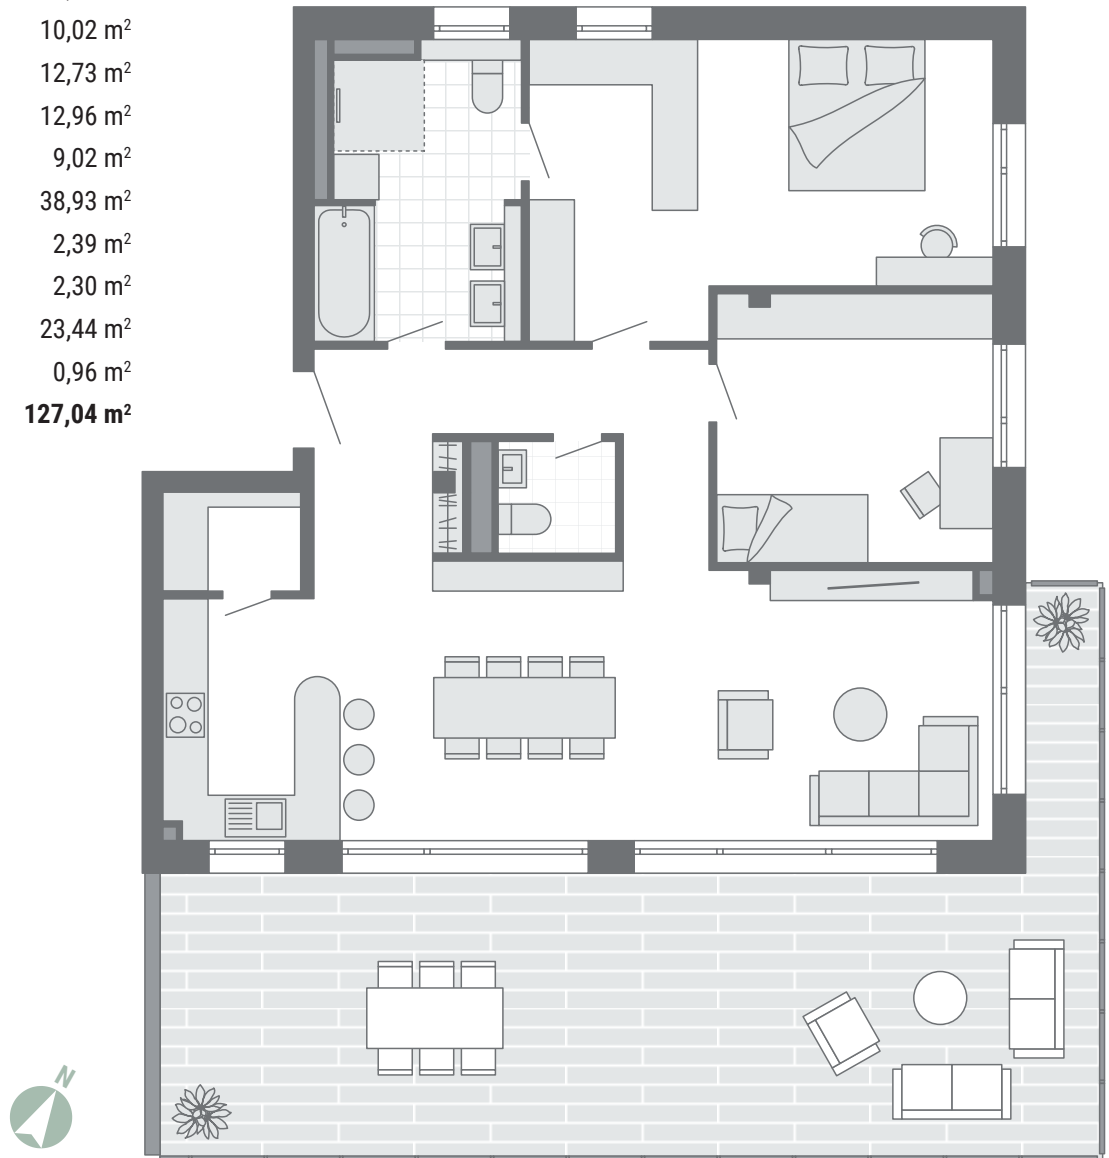 10,02 m²
12,73 m²
12,96 m²
9,02 m²
38,93 m²
2,39 m²
2,30 m²
23,44 m²
0,96 m²
127,04 m²
N